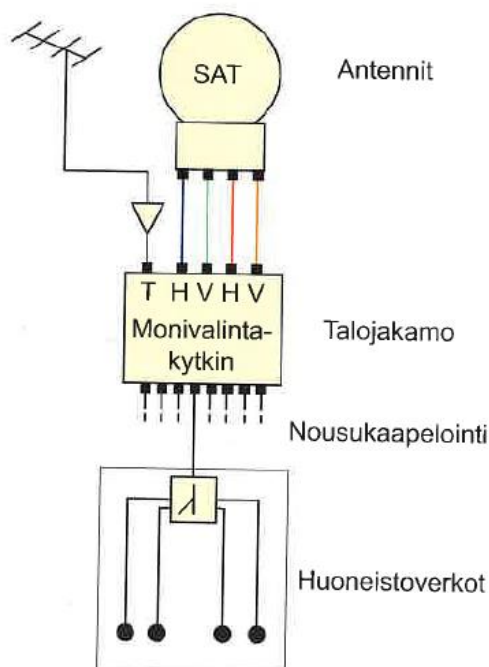 SAT
Antennit
T H V H V
Monivalinta-
kytkin
Talojakamo
Nousukaapelointi
Huoneistoverkot